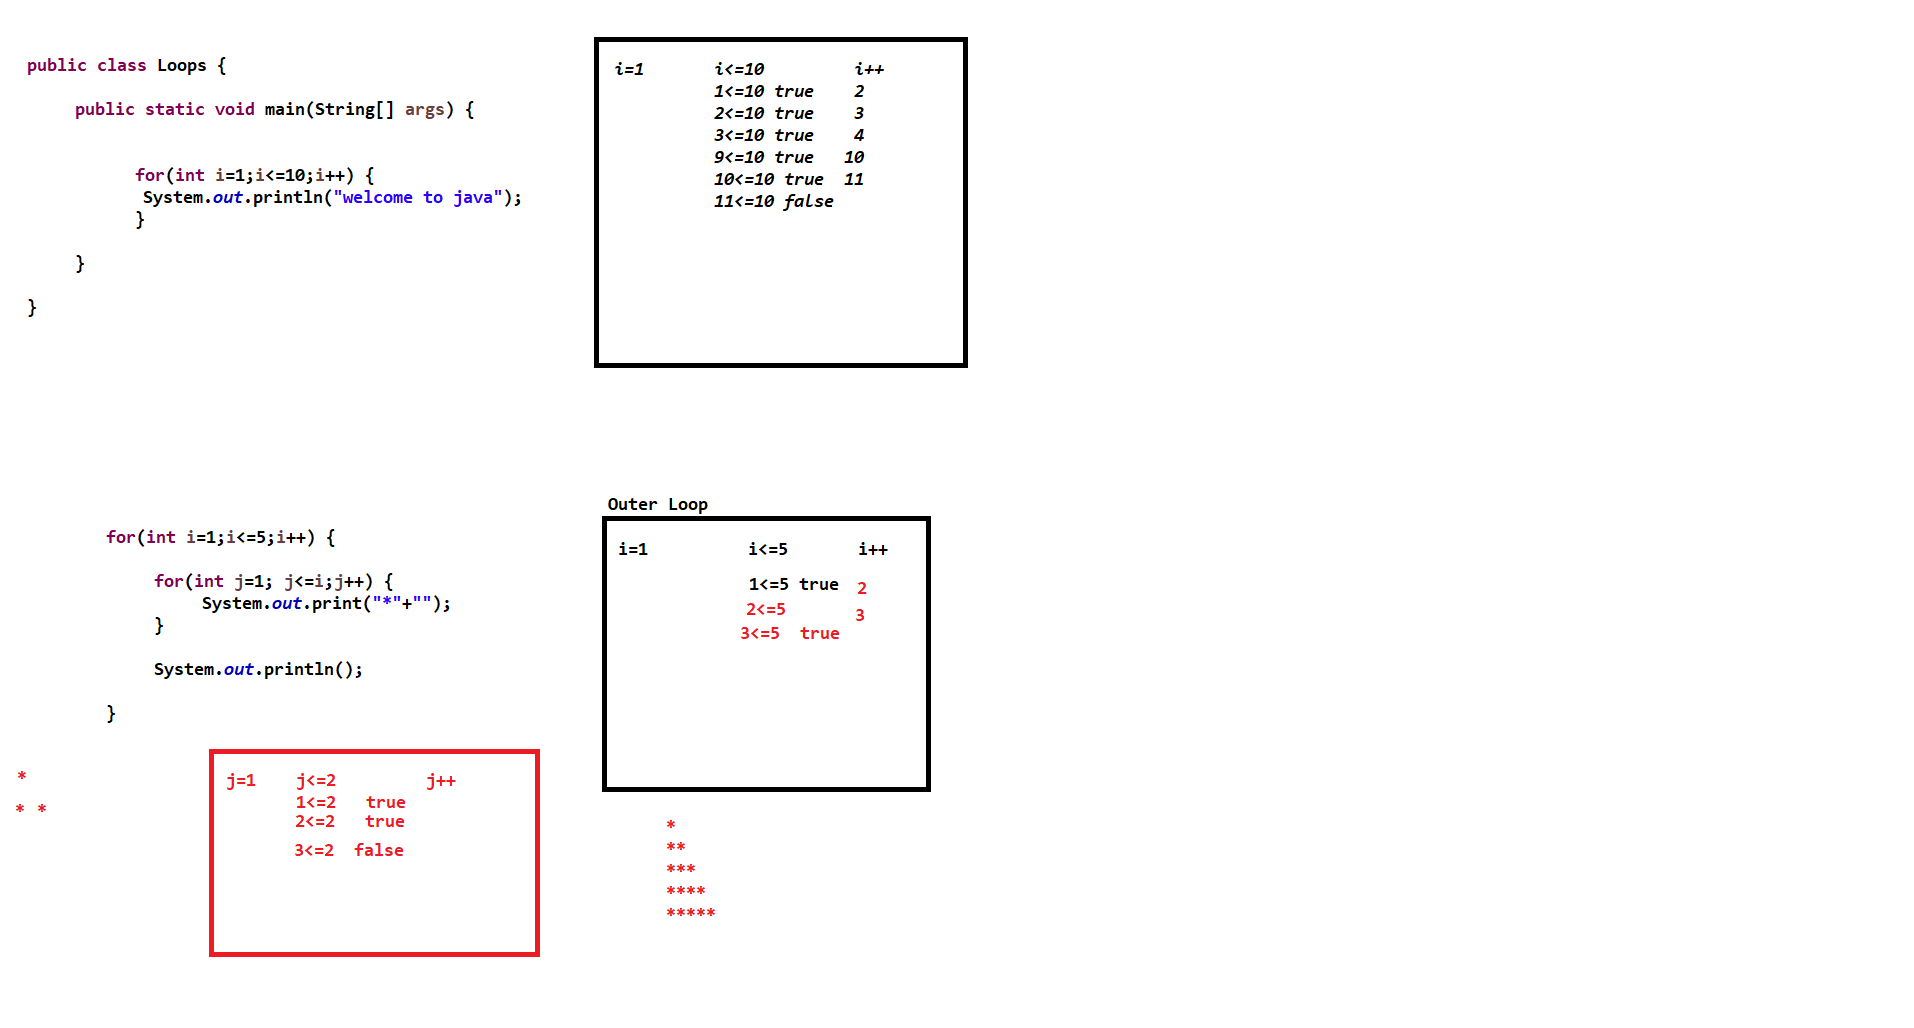 public class Loops {
public static void main(String[] args) {
for(int i=1;i<=10;i++) {
System.out.println("welcome to java");
}
}
}
i=1 i<=10 i++
1<=10 true 2
2<=10 true 3
3<=10 true 4
9<=10 true 10
10<=10 true 11
11<=10 false
for(int i=1;i<=5;i++) {
for(int j=1; j<=i;j++) {
System.out.print("*"+"");
}
System.out.println();
}
Outer Loop
i=1 i<=5 i++
1<=5 true 2
2<=5 3
3<=5 true
*
* *
j=1 j<=2 j++
1<=2 true
2<=2 true
3<=2 false
*
**
***
****
*****